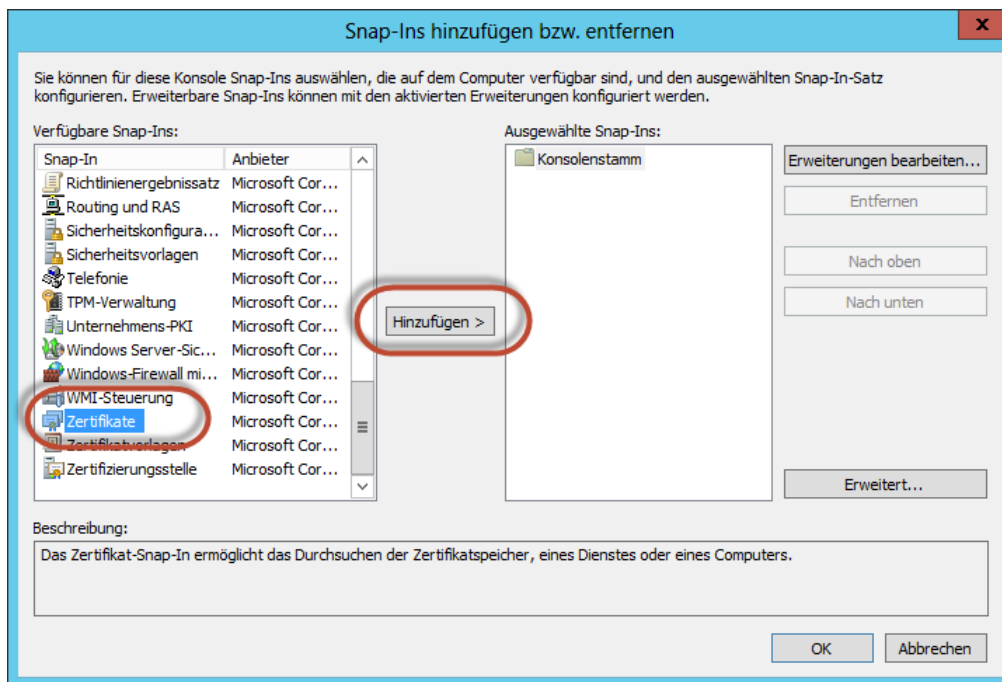 Snap-Ins hinzufügen bzw. entfernen
x
Sie können für diese Konsole Snap-Ins auswählen, die auf dem Computer verfügbar sind, und den ausgewählten Snap-In-Satz
konfigurieren. Erweiterbare Snap-Ins können mit den aktivierten Erweiterungen konfiguriert werden.
Verfügbare Snap-Ins:
Snap-In Anbieter
Richtlinienergebnissatz Microsoft Cor...
Routing und RAS Microsoft Cor...
Sicherheitskonfigura... Microsoft Cor...
Sicherheitsvorlagen Microsoft Cor...
Telefonie Microsoft Cor...
TPM-Verwaltung Microsoft Cor...
Unternehmens-PKI Microsoft Cor...
Windows Server-Sic... Microsoft Cor...
Windows-Firewall mi... Microsoft Cor...
WMI-Steuerung Microsoft Cor...
Zertifikate Microsoft Cor...
Zertifikatvorlagen Microsoft Cor...
Zertifizierungsstelle Microsoft Cor...
Hinzufügen >
Ausgewählte Snap-Ins:
Konsolenstamm
Erweiterungen bearbeiten...
Entfernen
Nach oben
Nach unten
Erweitert...
Beschreibung:
Das Zertifikat-Snap-In ermöglicht das Durchsuchen der Zertifikatspeicher, eines Dienstes oder eines Computers.
OK
Abbrechen